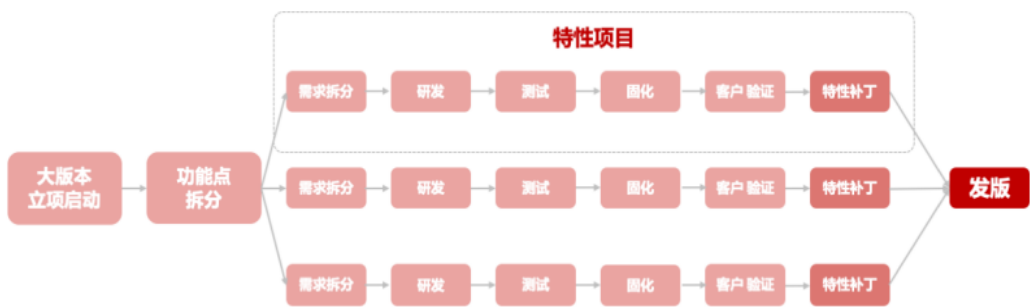 特性项目
需求拆分 研发 测试 固化 客户 验证 特性补丁
大版本
立项启动
功能点
拆分
需求拆分 研发 测试 固化 客户 验证 特性补丁
发版
需求拆分 研发 测试 固化 客户 验证 特性补丁